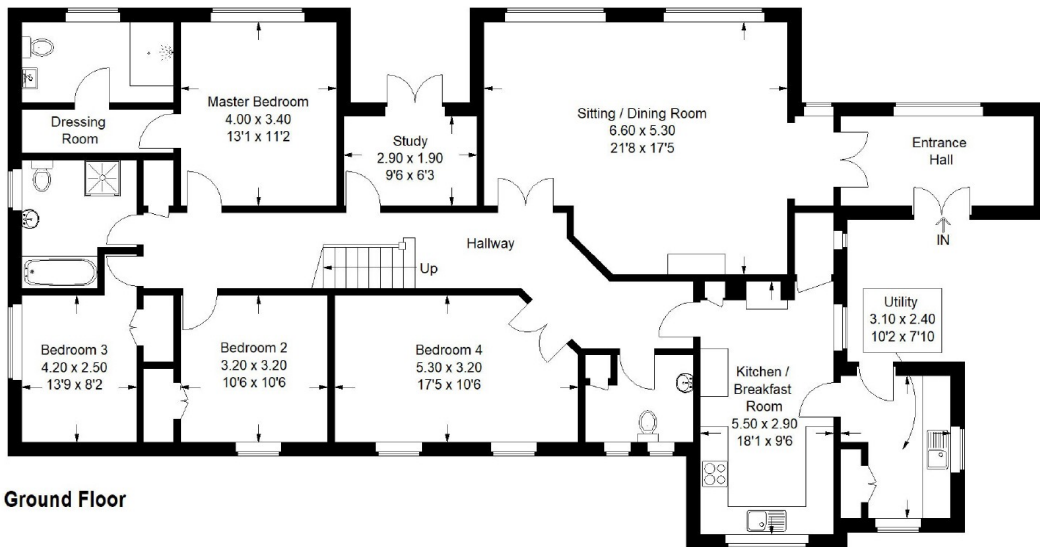 Master Bedroom
4.00 x 3.40
13'1 x 11'2
Dressing
Room
Study
2.90 x 1.90
9'6 x 6'3
Sitting / Dining Room
6.60 x 5.30
21'8 x 17'5
Entrance
Hall
IN
Hallway
Up
Utility
3.10 x 2.40
10'2 x 7'10
Bedroom 3
4.20 x 2.50
13'9 x 8'2
Bedroom 2
3.20 x 3.20
10'6 x 10'6
Bedroom 4
5.30 x 3.20
17'5 x 10'6
Kitchen /
Breakfast
Room
5.50 x 2.90
18'1 x 9'6
Ground Floor